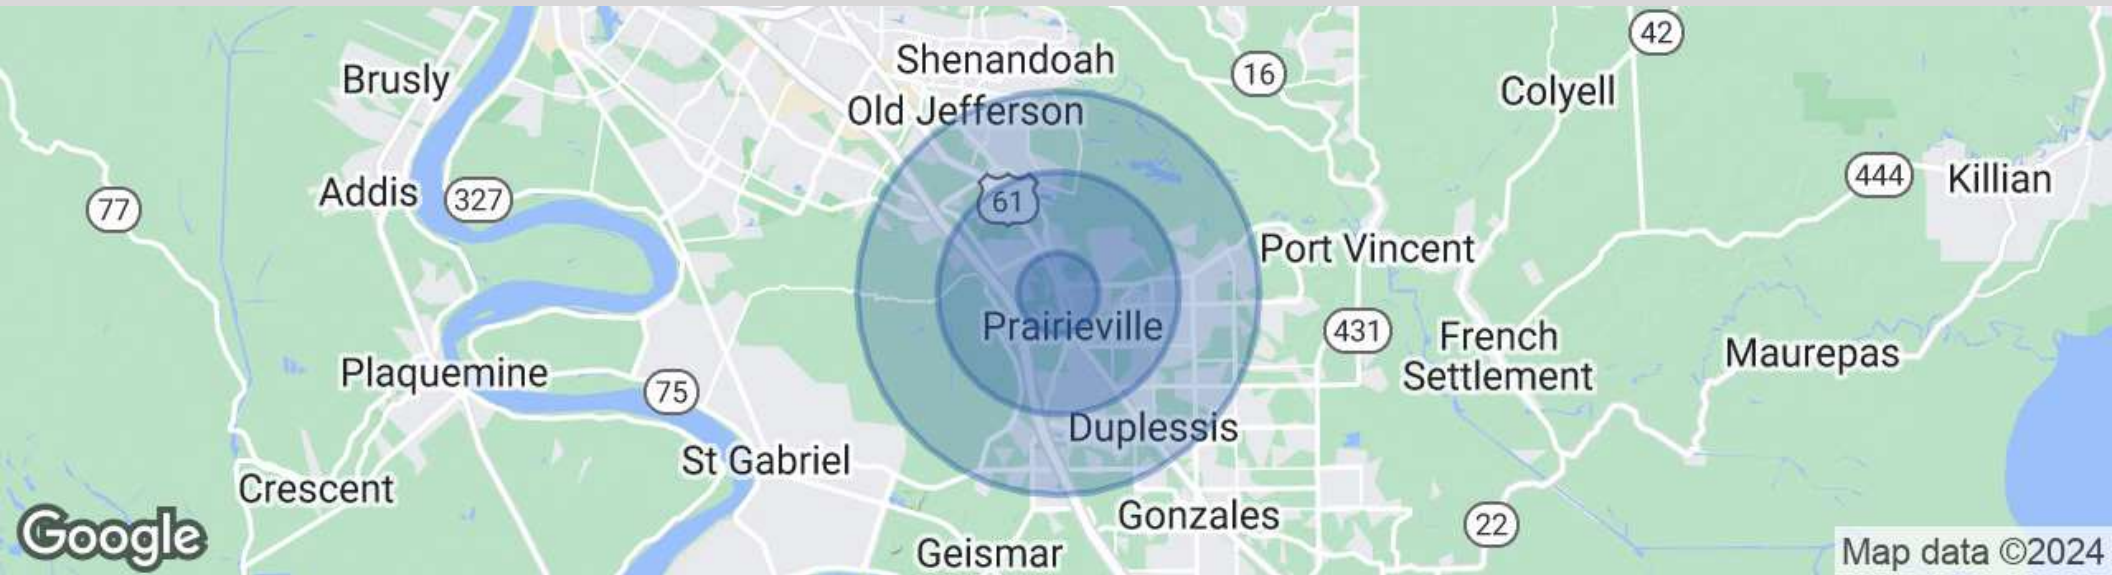 42
Shenandoah
16
Brusly
Colyell
Old Jefferson
444
Killian
Addis
327
61
77
Port Vincent
Prairieville
431
French
Settlement
Maurepas
Plaquemine
75
Duplessis
St Gabriel
Crescent
Gonzales
22
Google
Geismar
Map data ©2024